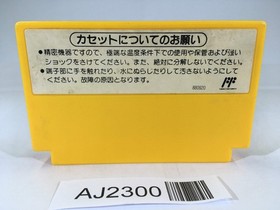 カセットについてのお願い
●精密機器ですので、極端な温度条件下での使用や保管および強い
ショックをさけてください。また、絶対に分解しないでください。
●端子部に手を触れたり、水にぬらしたりして汚さないようにして
ください。故障の原因となります。
AJ2300